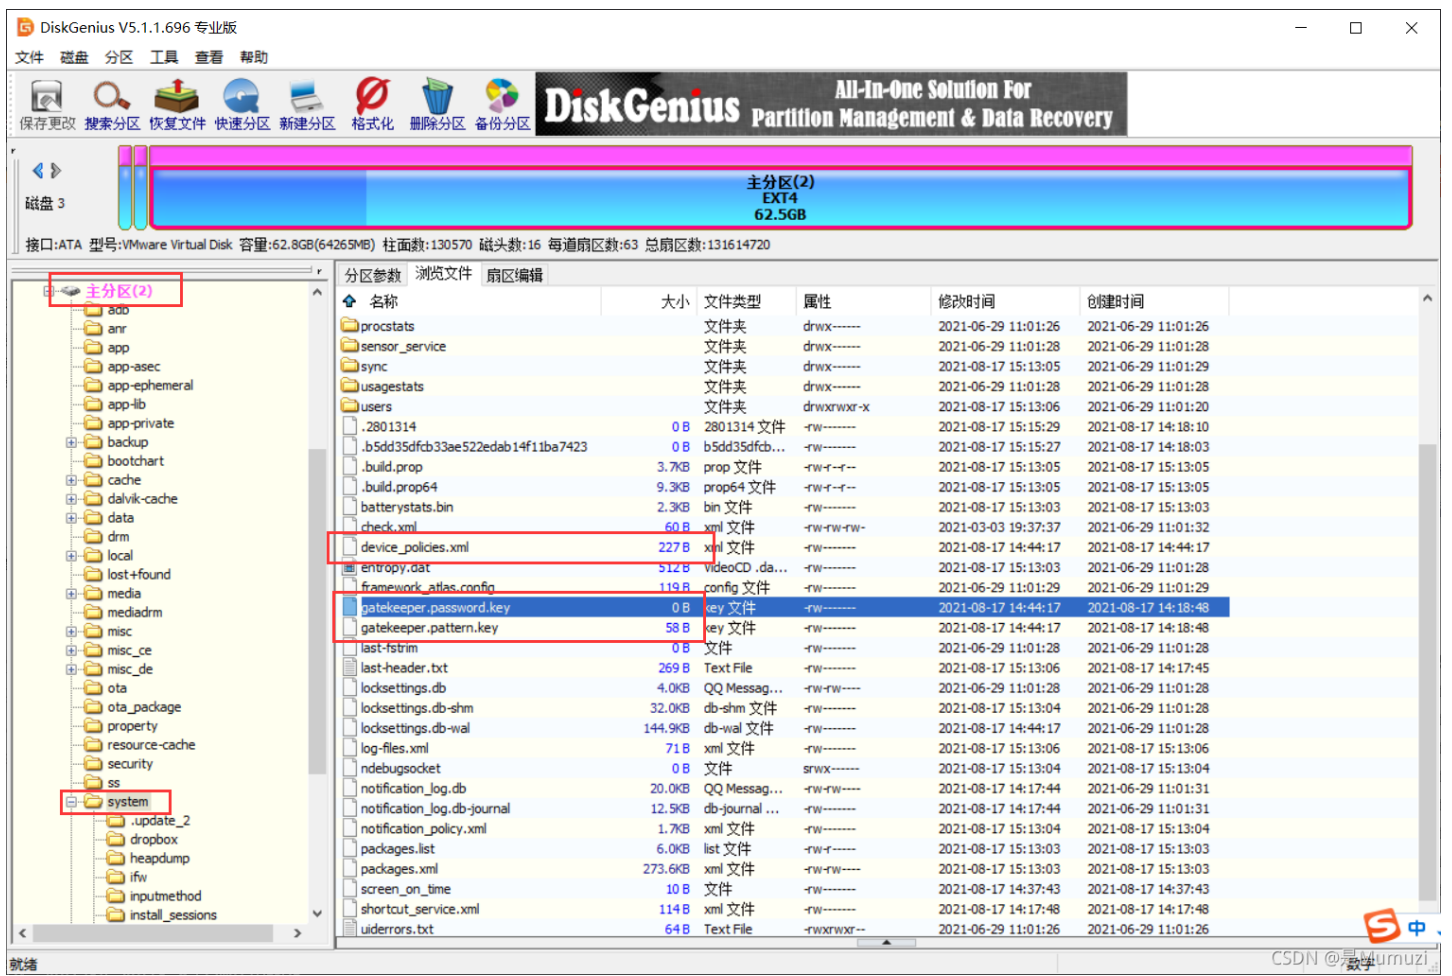 DiskGenius V5.1.1.696 专业版
文件 磁盘 分区 工具 查看 帮助
保存更改 搜索分区 恢复文件 快速分区 新建分区 格式化 删除分区 备份分区
DiskGenius All-In-One Solution For
Partition Management & Data Recovery
磁盘 3
主分区(2)
EXT4
62.5GB
接口:ATA 型号:VMware Virtual Disk 容量:62.8GB(64265MB) 柱面数:130570 磁头数:16 每道扇区数:63 总扇区数:131614720
主分区(2)
adb
anr
app
app-asec
app-ephemeral
app-lib
app-private
backup
bootchart
cache
dalvik-cache
data
drm
local
lost+found
media
mediadrm
misc
misc_ce
misc_de
ota
ota_package
property
resource-cache
security
ss
system
.update_2
dropbox
heapdump
ifw
inputmethod
install_sessions
分区参数 浏览文件 扇区编辑
名称 大小 文件类型 属性 修改时间 创建时间
procstats 文件夹 drwx------ 2021-06-29 11:01:26 2021-06-29 11:01:26
sensor_service 文件夹 drwx------ 2021-06-29 11:01:28 2021-06-29 11:01:28
sync 文件夹 drwx------ 2021-08-17 15:13:05 2021-06-29 11:01:29
usagestats 文件夹 drwx------ 2021-06-29 11:01:28 2021-06-29 11:01:28
users 文件夹 drwxrwxr-x 2021-08-17 15:13:06 2021-06-29 11:01:20
.2801314 0 B 2801314 文件 -rw------- 2021-08-17 15:15:29 2021-08-17 14:18:10
.b5dd35dfcb33ae522edab14f11ba7423 0 B b5dd35dfcb... -rw------- 2021-08-17 15:15:27 2021-08-17 14:18:03
.build.prop 3.7KB prop 文件 -rw-r--r-- 2021-08-17 15:13:05 2021-08-17 15:13:05
.build.prop64 9.3KB prop64 文件 -rw-r--r-- 2021-08-17 15:13:05 2021-08-17 15:13:05
batterystats.bin 2.3KB bin 文件 -rw------- 2021-08-17 15:13:03 2021-08-17 15:13:03
check.xml 60 B xml 文件 -rw-rw-rw- 2021-03-03 19:37:37 2021-06-29 11:01:32
device_policies.xml 227 B xml 文件 -rw------- 2021-08-17 14:44:17 2021-08-17 14:44:17
entropy.dat 512 B VideoCD .da... -rw------- 2021-08-17 15:13:03 2021-06-29 11:01:28
framework_atlas.config 119 B config 文件 -rw------- 2021-06-29 11:01:29 2021-06-29 11:01:29
gatekeeper.password.key 0 B key 文件 -rw------- 2021-08-17 14:44:17 2021-08-17 14:18:48
gatekeeper.pattern.key 58 B key 文件 -rw------- 2021-08-17 14:44:17 2021-08-17 14:18:48
last-fstrim 0 B 文件 -rw------- 2021-06-29 11:01:28 2021-06-29 11:01:28
last-header.txt 269 B Text File -rw------- 2021-08-17 15:13:06 2021-08-17 14:17:45
locksettings.db 4.0KB QQ Messag... -rw-rw---- 2021-06-29 11:01:28 2021-06-29 11:01:28
locksettings.db-shm 32.0KB db-shm 文件 -rw------- 2021-08-17 15:13:04 2021-06-29 11:01:28
locksettings.db-wal 144.9KB db-wal 文件 -rw------- 2021-08-17 14:44:17 2021-06-29 11:01:28
log-files.xml 71 B xml 文件 -rw------- 2021-08-17 15:13:06 2021-08-17 15:13:06
ndebugsocket 0 B 文件 srwx------ 2021-08-17 15:13:04 2021-08-17 15:13:04
notification_log.db 20.0KB QQ Messag... -rw------- 2021-08-17 14:17:44 2021-06-29 11:01:31
notification_log.db-journal 12.5KB db-journal ... -rw------- 2021-08-17 14:17:44 2021-06-29 11:01:31
notification_policy.xml 1.7KB xml 文件 -rw------- 2021-08-17 15:13:04 2021-08-17 15:13:04
packages.list 6.0KB list 文件 -rw-r----- 2021-08-17 15:13:03 2021-08-17 15:13:03
packages.xml 273.6KB xml 文件 -rw-rw---- 2021-08-17 15:13:03 2021-08-17 15:13:03
screen_on_time 10 B 文件 -rw------- 2021-08-17 14:37:43 2021-08-17 14:37:43
shortcut_service.xml 114 B xml 文件 -rw------- 2021-08-17 14:17:48 2021-08-17 14:17:48
uiderrors.txt 64 B Text File -rwxrwxr-- 2021-06-29 11:01:26 2021-06-29 11:01:26
中
就绪 数字
CSDN @是Mumuzi